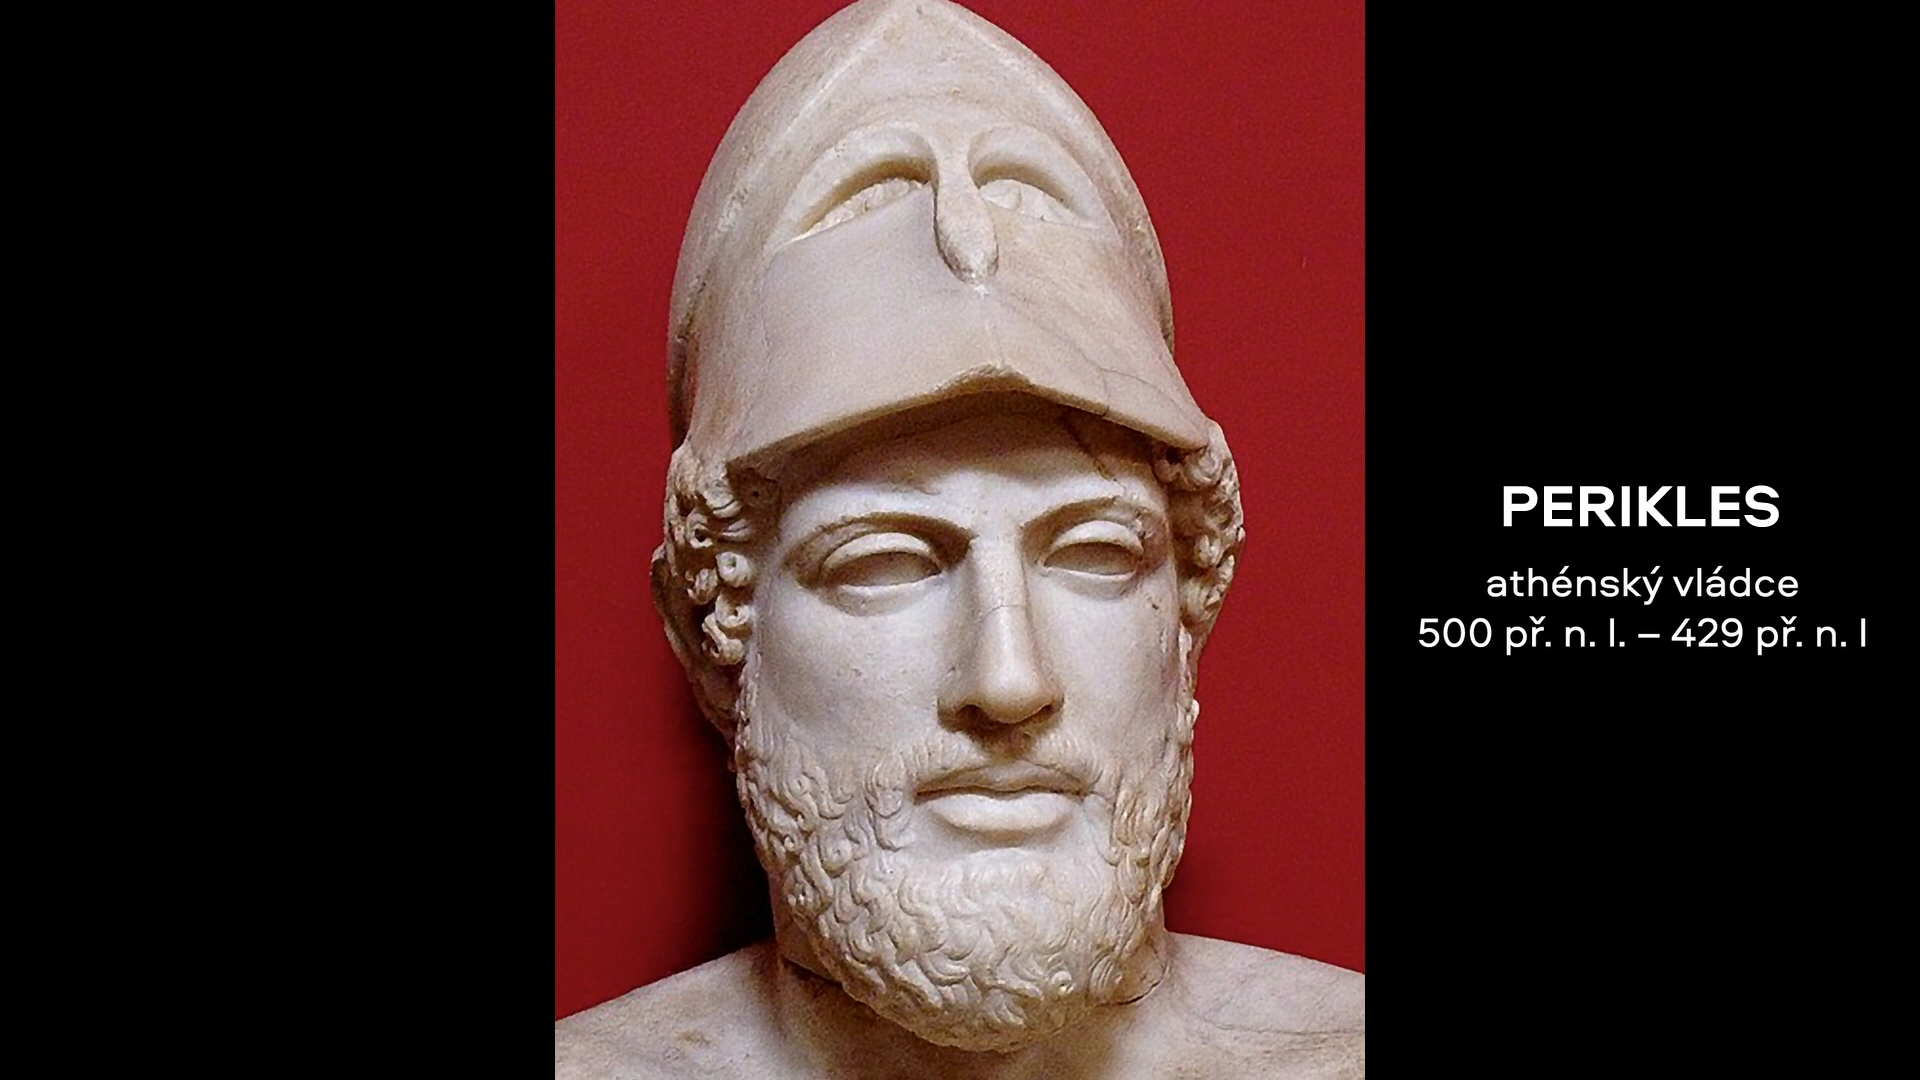 PERIKLES
athénský vládce
500 př. n. l. – 429 př. n. l